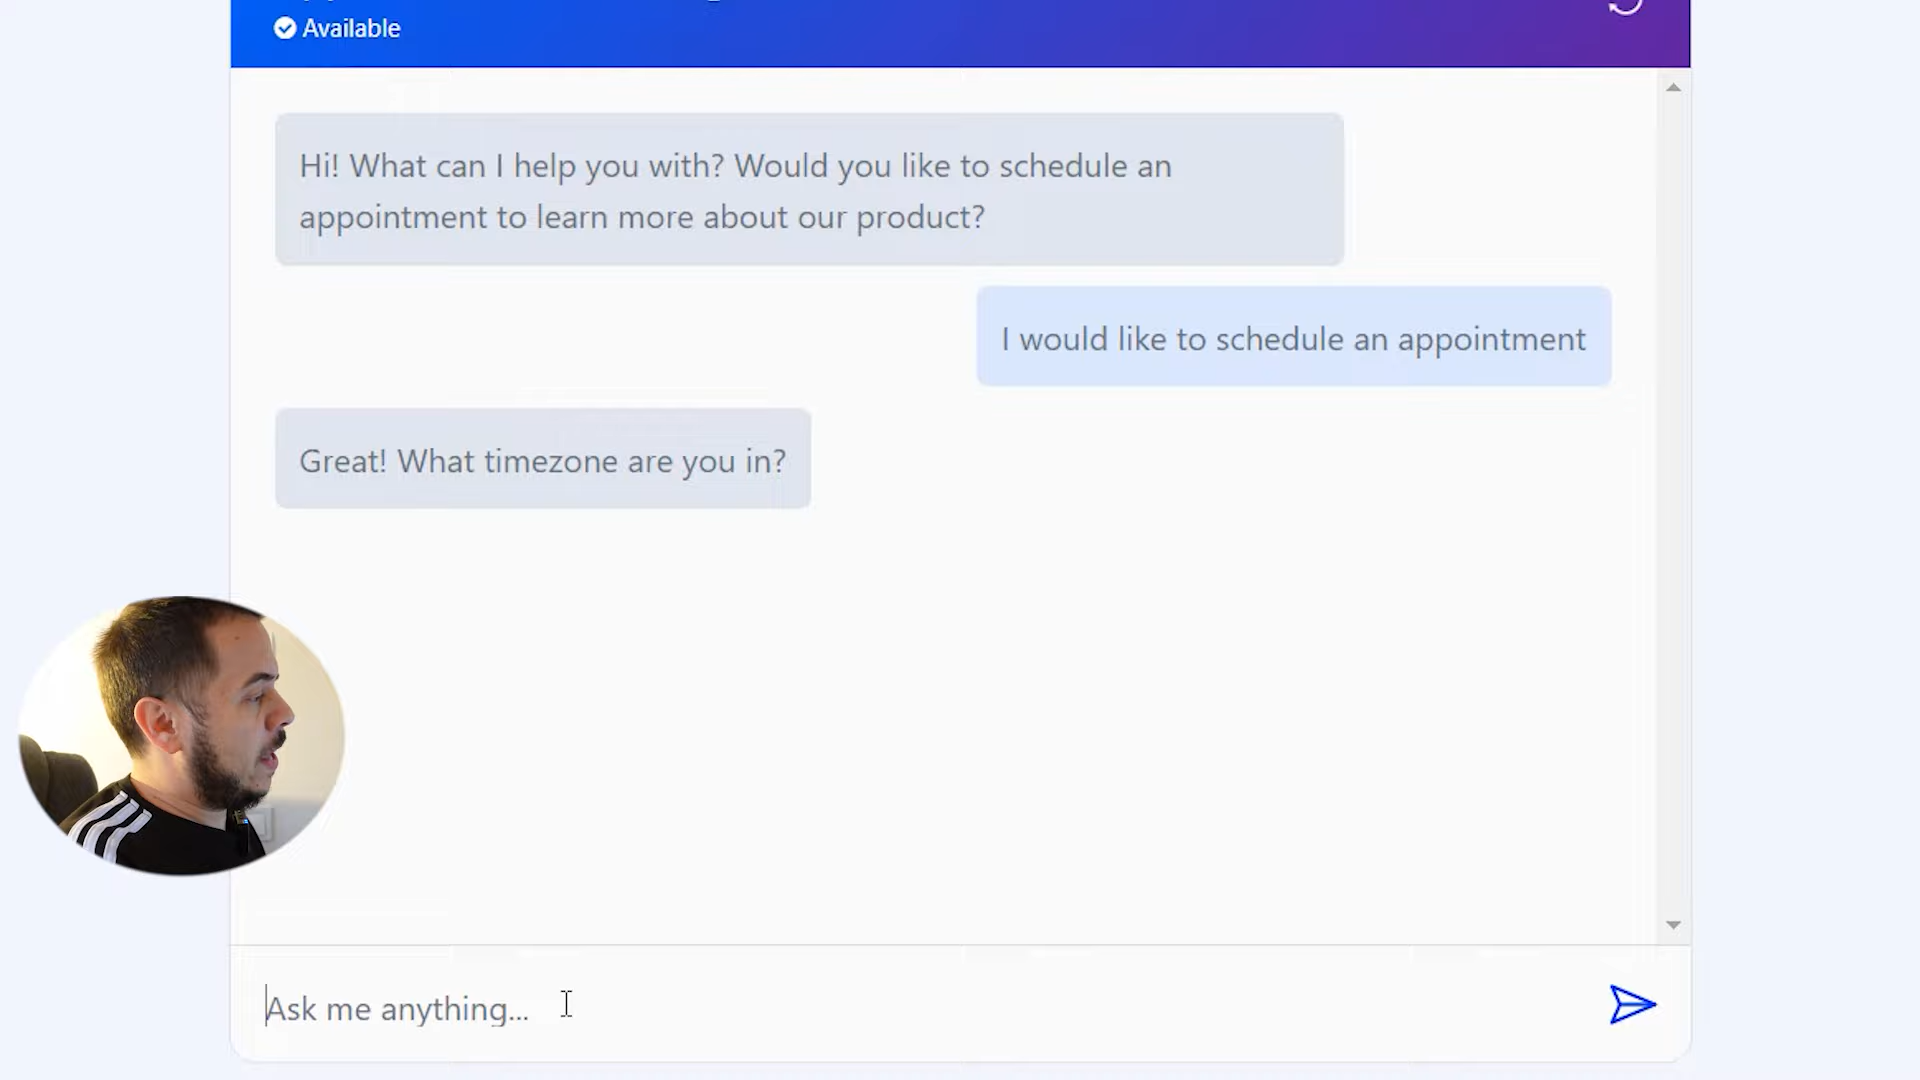 Available
Hi! What can I help you with? Would you like to schedule an
appointment to learn more about our product?
I would like to schedule an appointment
Great! What timezone are you in?
Ask me anything...